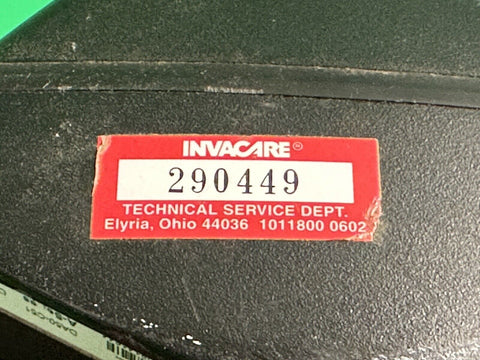 INVACARE®
290449
TECHNICAL SERVICE DEPT.
Elyria, Ohio 44036 1011800 0602